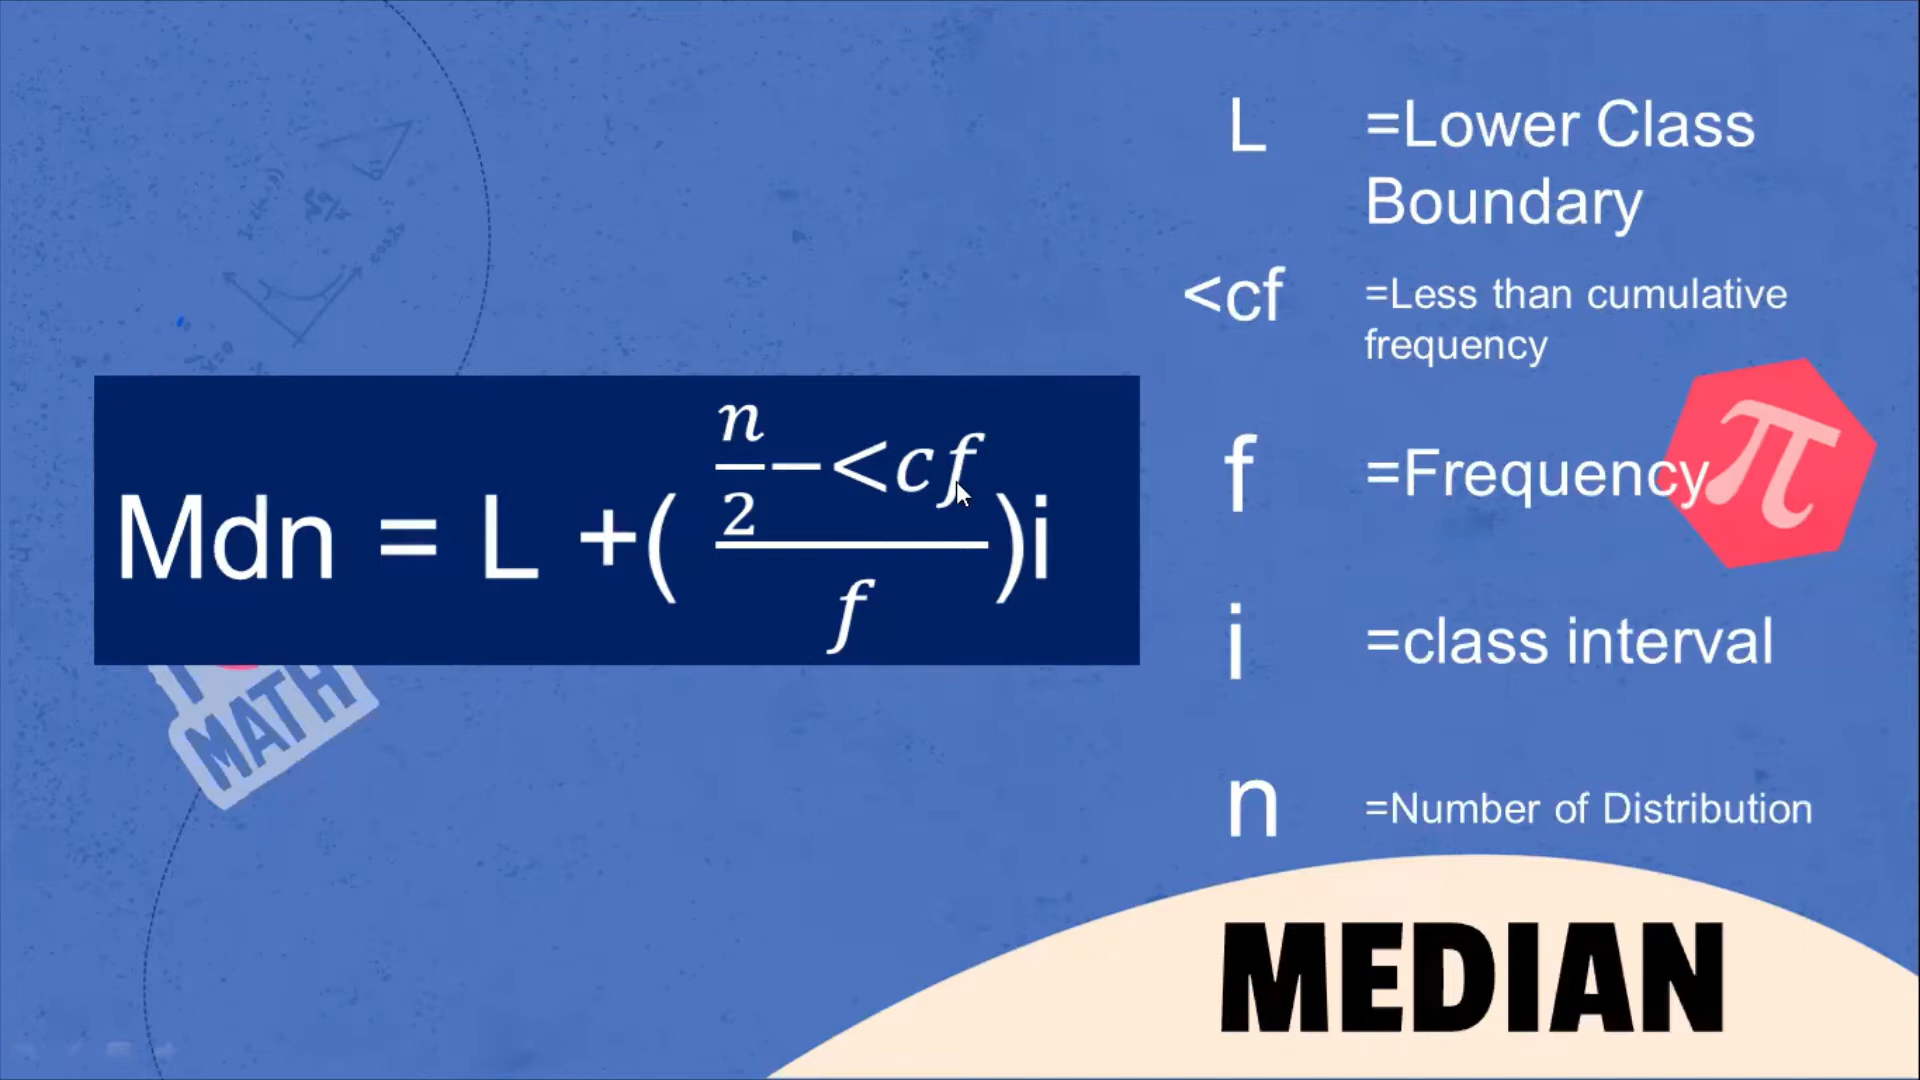 L =Lower Class
Boundary
<cf =Less than cumulative
frequency
f =Frequency
π
Mdn = L +( (n/2 − <cf) / f )i
i =class interval
MATH
n =Number of Distribution
MEDIAN